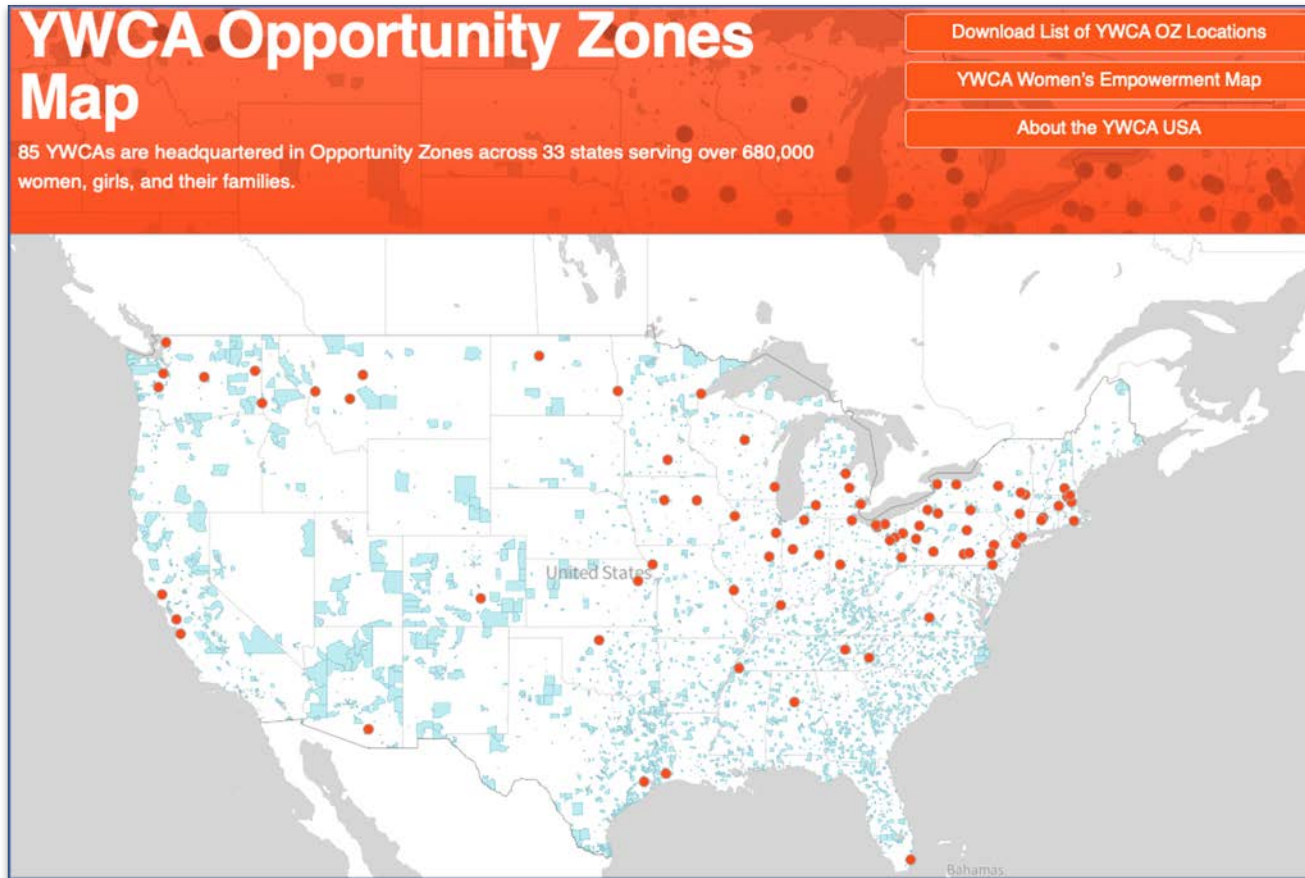 YWCA Opportunity Zones
Map
85 YWCAs are headquartered in Opportunity Zones across 33 states serving over 680,000
women, girls, and their families.
Download List of YWCA OZ Locations
YWCA Women's Empowerment Map
About the YWCA USA
United States
Bahamas